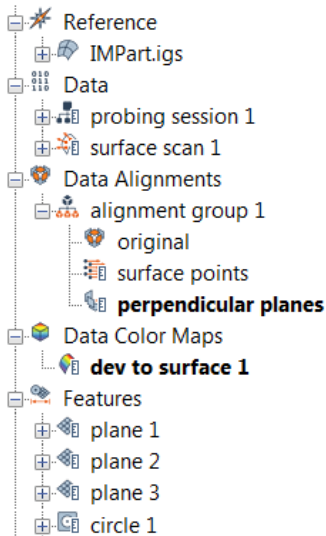 Reference
IMPart.igs
Data
probing session 1
surface scan 1
Data Alignments
alignment group 1
original
surface points
perpendicular planes
Data Color Maps
dev to surface 1
Features
plane 1
plane 2
plane 3
circle 1